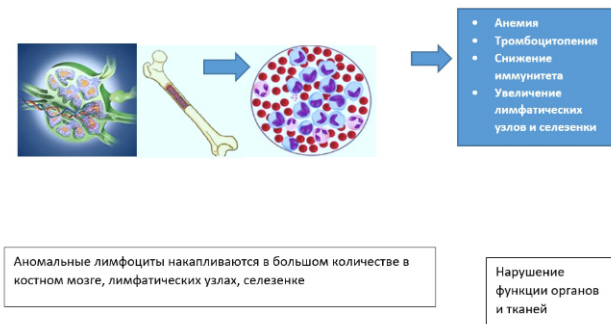 Анемия
Тромбоцитопения
Снижение
иммунитета
Увеличение
лимфатических
узлов и селезенки
Аномальные лимфоциты накапливаются в большом количестве в
костном мозге, лимфатических узлах, селезенке
Нарушение
функции органов
и тканей